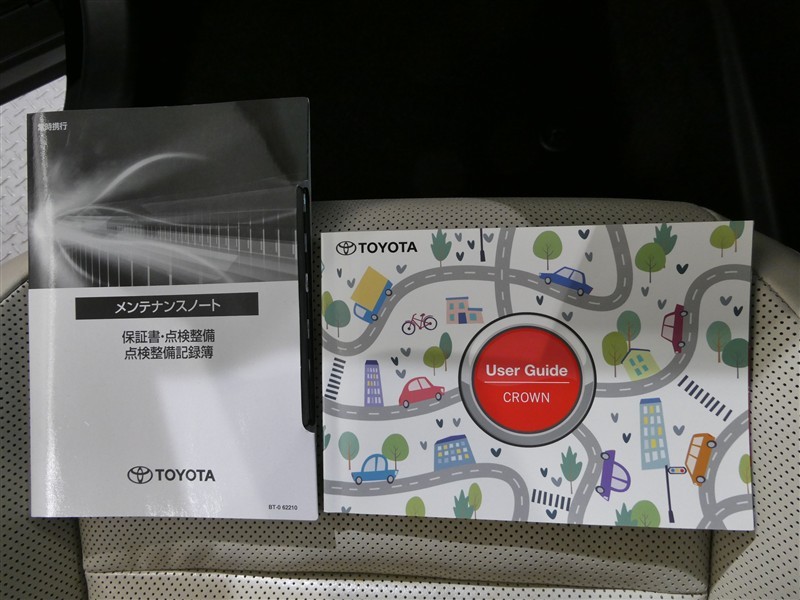 常時携行
メンテナンスノート
保証書・点検整備
点検整備記録簿
TOYOTA
BT-0 62210
TOYOTA
User Guide
CROWN